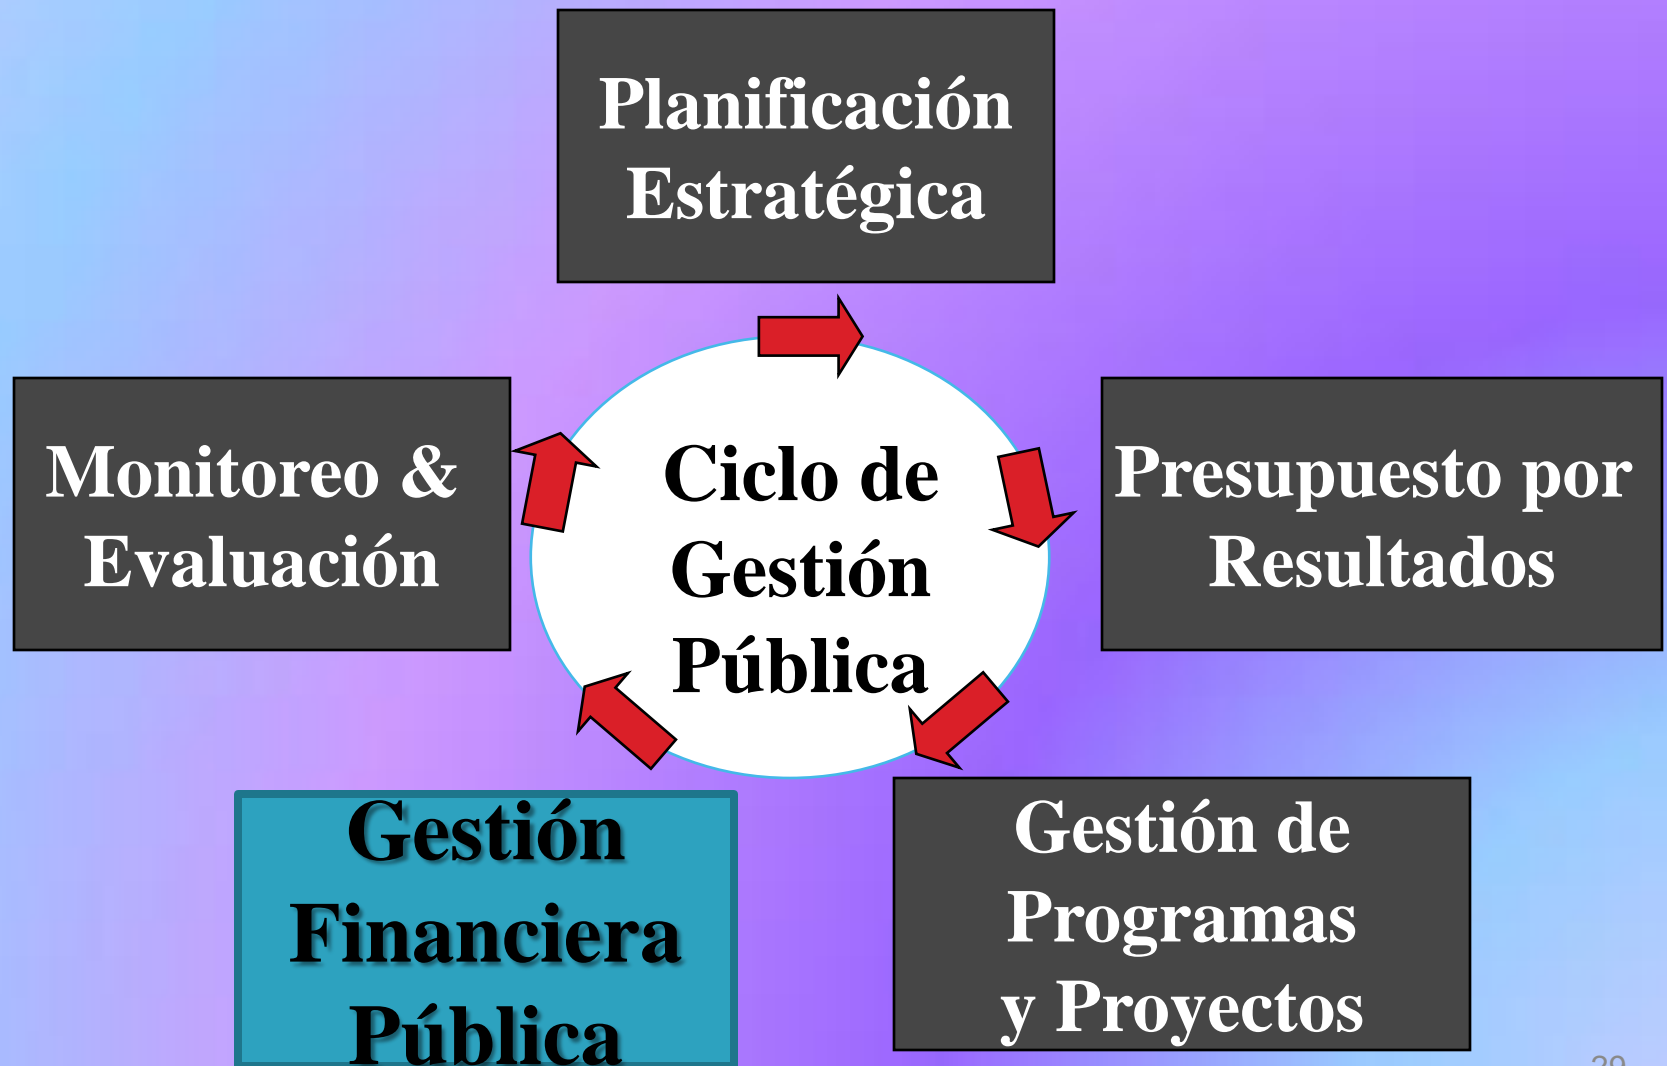 Planificación
Estratégica
Monitoreo &
Evaluación
Ciclo de
Gestión
Pública
Presupuesto por
Resultados
Gestión
Financiera
Pública
Gestión de
Programas
y Proyectos